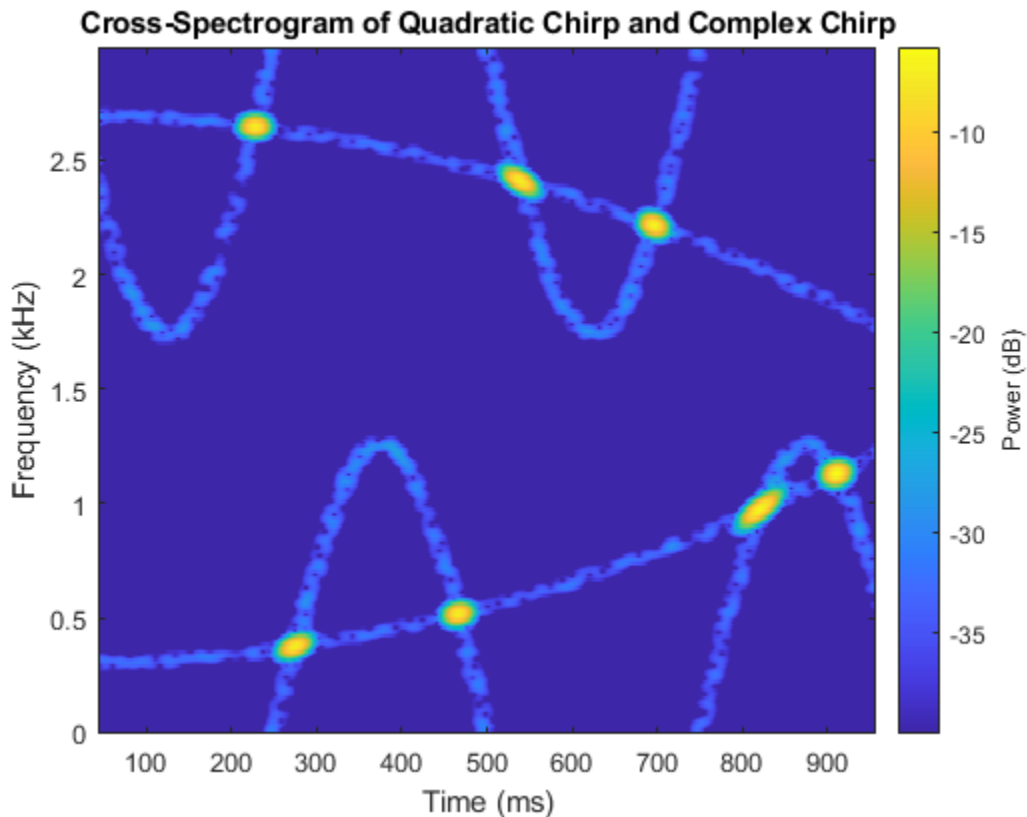 Cross-Spectrogram of Quadratic Chirp and Complex Chirp
Frequency (kHz)
2.5
2
1.5
1
0.5
0
100 200 300 400 500 600 700 800 900
Time (ms)
-10
-15
-20
-25
-30
-35
Power (dB)